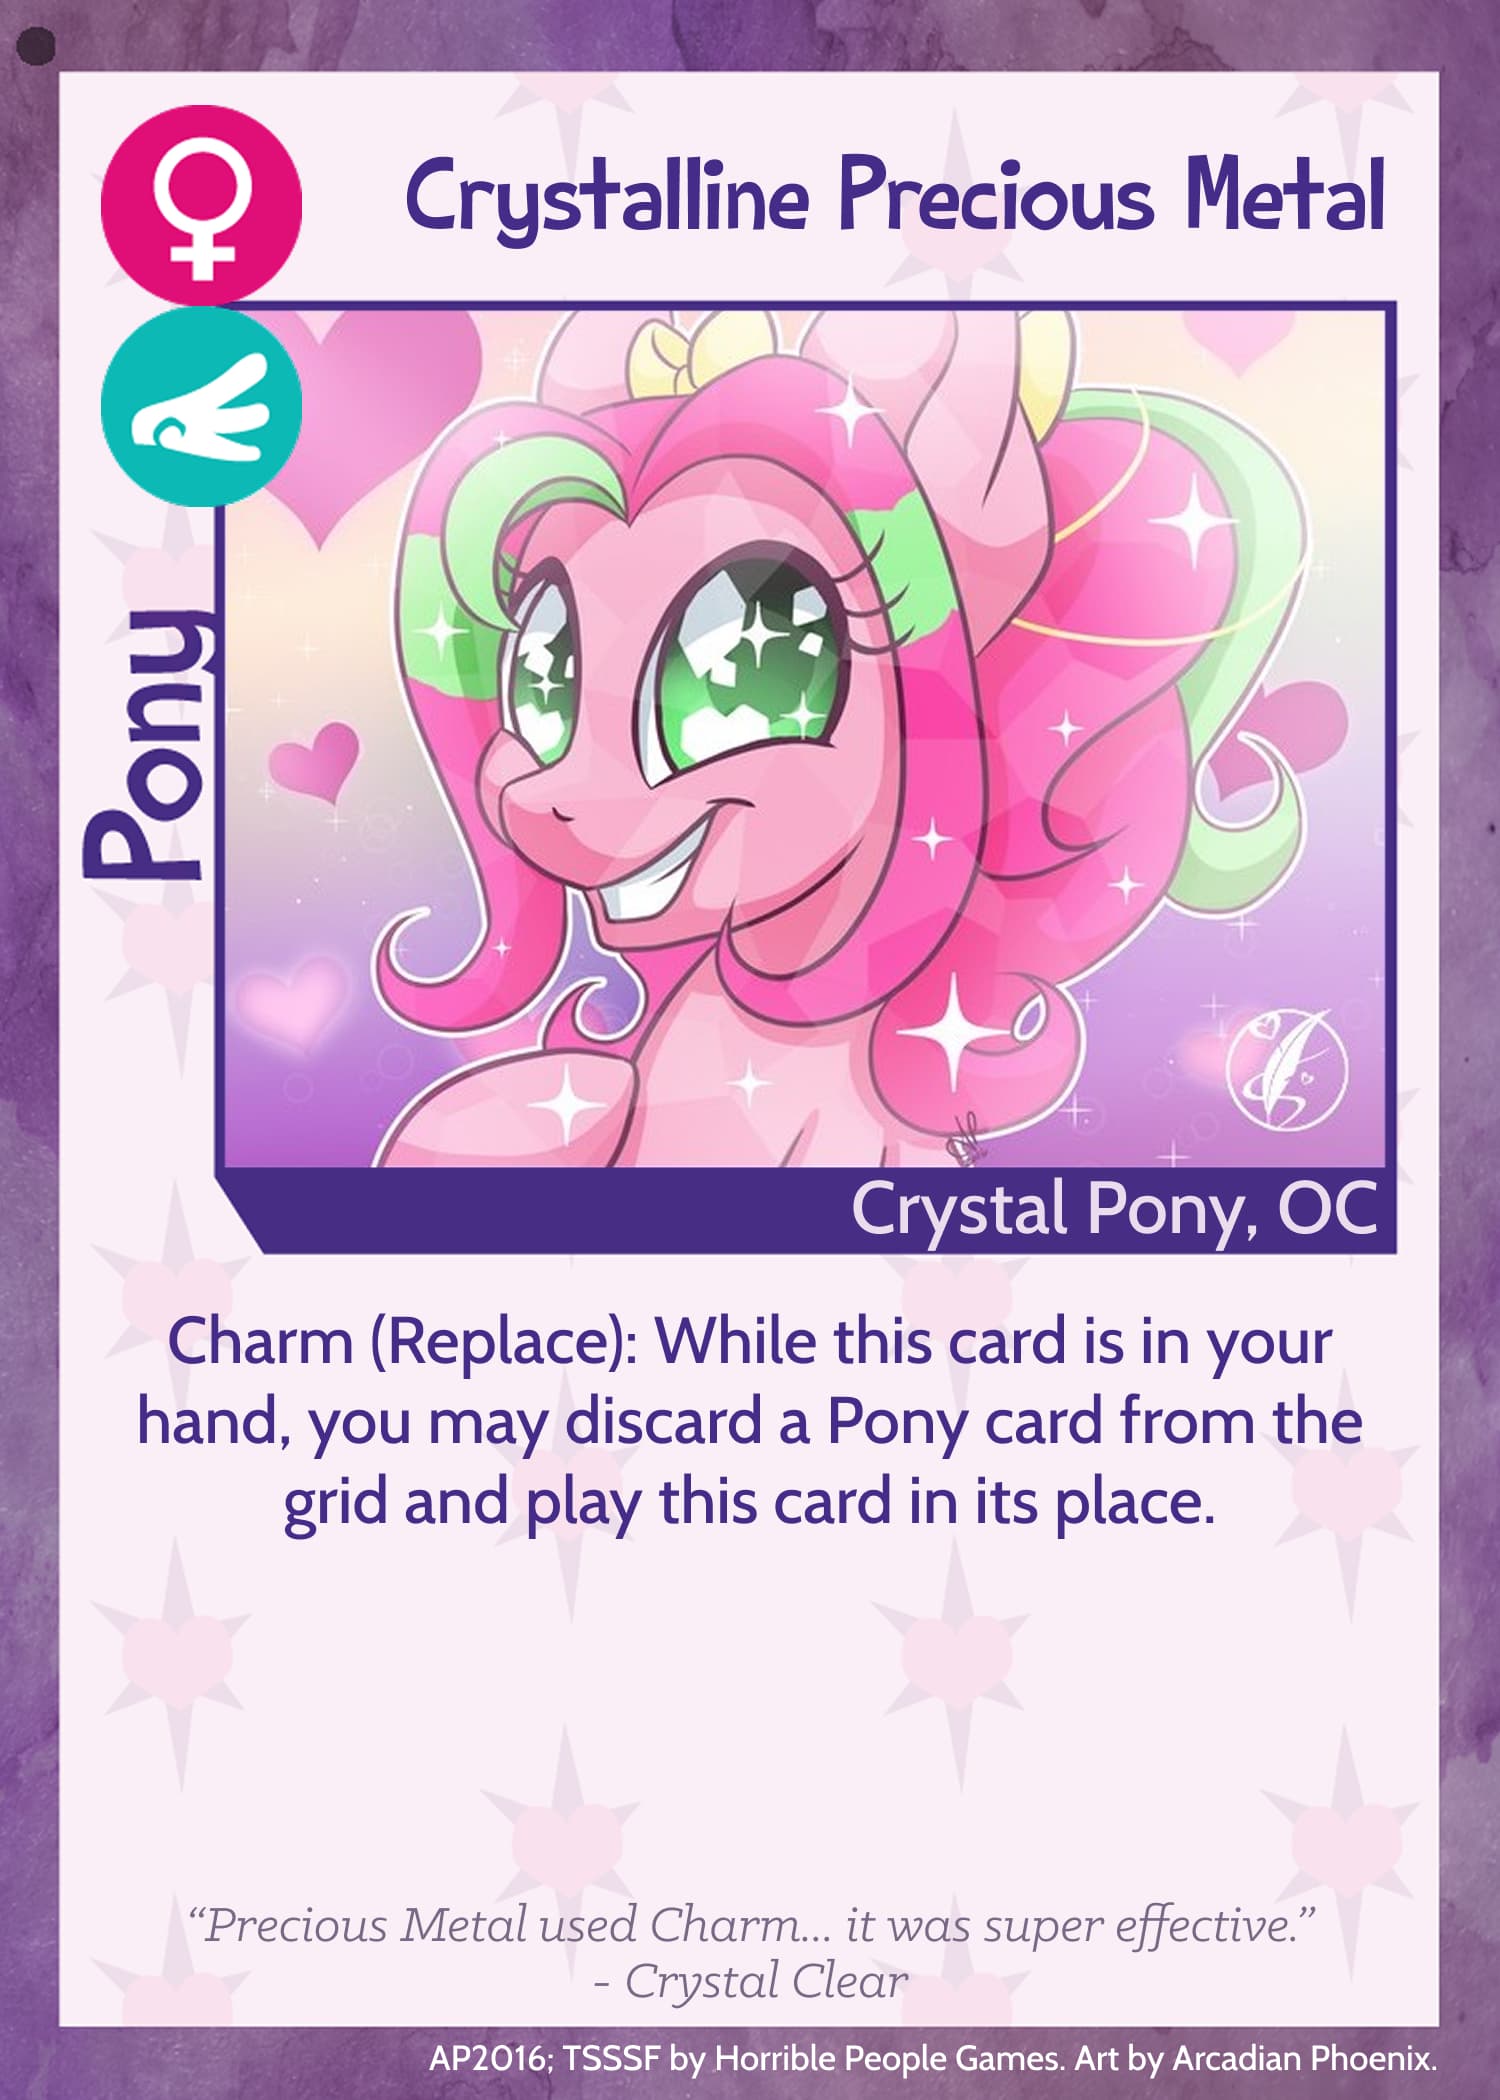 Crystalline Precious Metal
Pony
Crystal Pony, OC
Charm (Replace): While this card is in your
hand, you may discard a Pony card from the
grid and play this card in its place.
“Precious Metal used Charm... it was super effective.”
- Crystal Clear
AP2016; TSSSF by Horrible People Games. Art by Arcadian Phoenix.